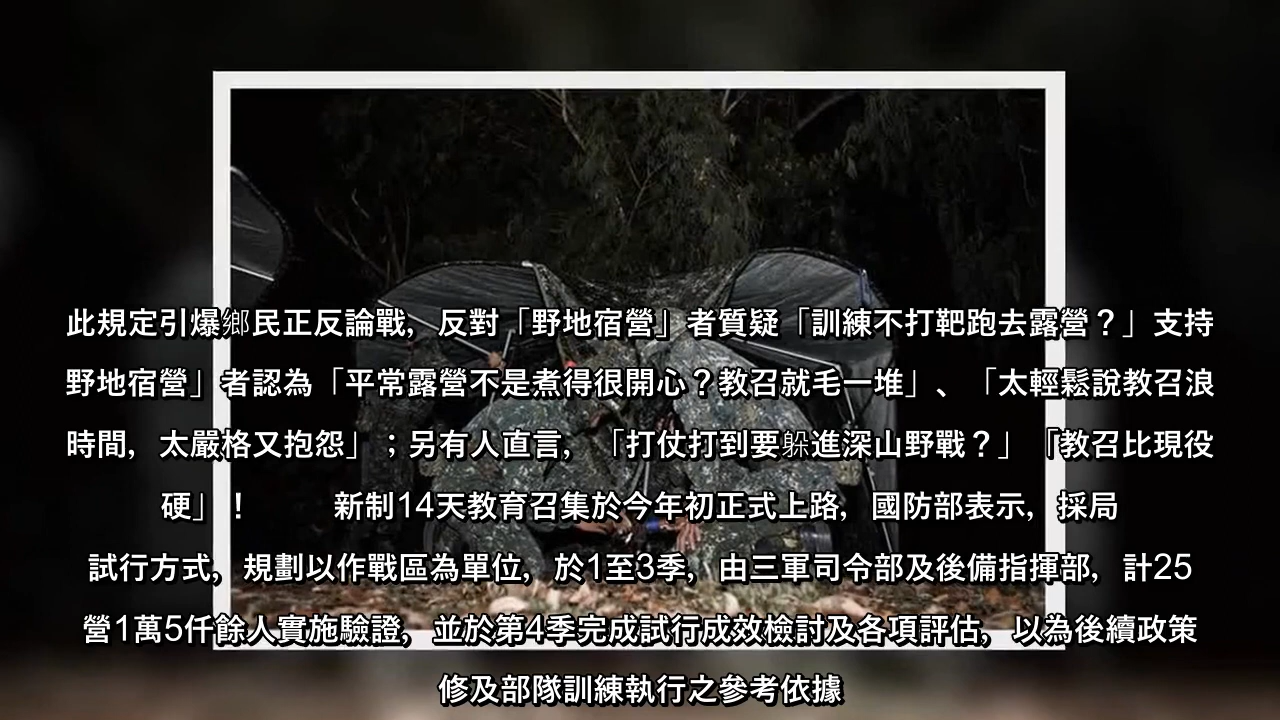 此規定引爆鄉民正反論戰，反對「野地宿營」者質疑「訓練不打靶跑去露營？」支持
野地宿營」者認為「平常露營不是煮得很開心？教召就毛一堆」、「太輕鬆說教召浪
時間，太嚴格又抱怨」；另有人直言，「打仗打到要躲進深山野戰？」「教召比現役
硬」！　　　新制14天教育召集於今年初正式上路，國防部表示，採局
試行方式，規劃以作戰區為單位，於1至3季，由三軍司令部及後備指揮部，計25
營1萬5仟餘人實施驗證，並於第4季完成試行成效檢討及各項評估，以為後續政策
修及部隊訓練執行之參考依據